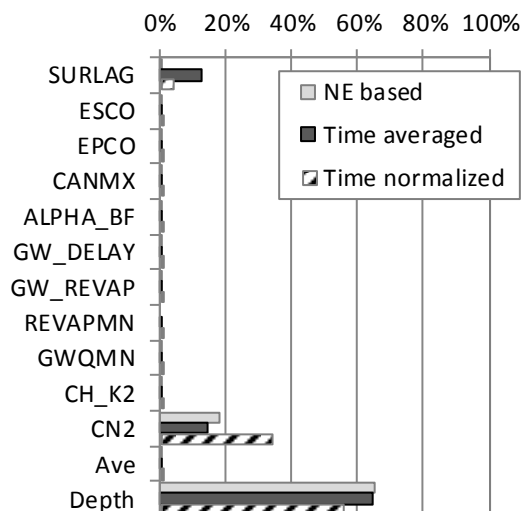 0% 20% 40% 60% 80% 100%
SURLAG
ESCO
EPCO
CANMX
ALPHA_BF
GW_DELAY
GW_REVAP
REVAPMN
GWQMN
CH_K2
CN2
Ave
Depth
NE based
Time averaged
Time normalized